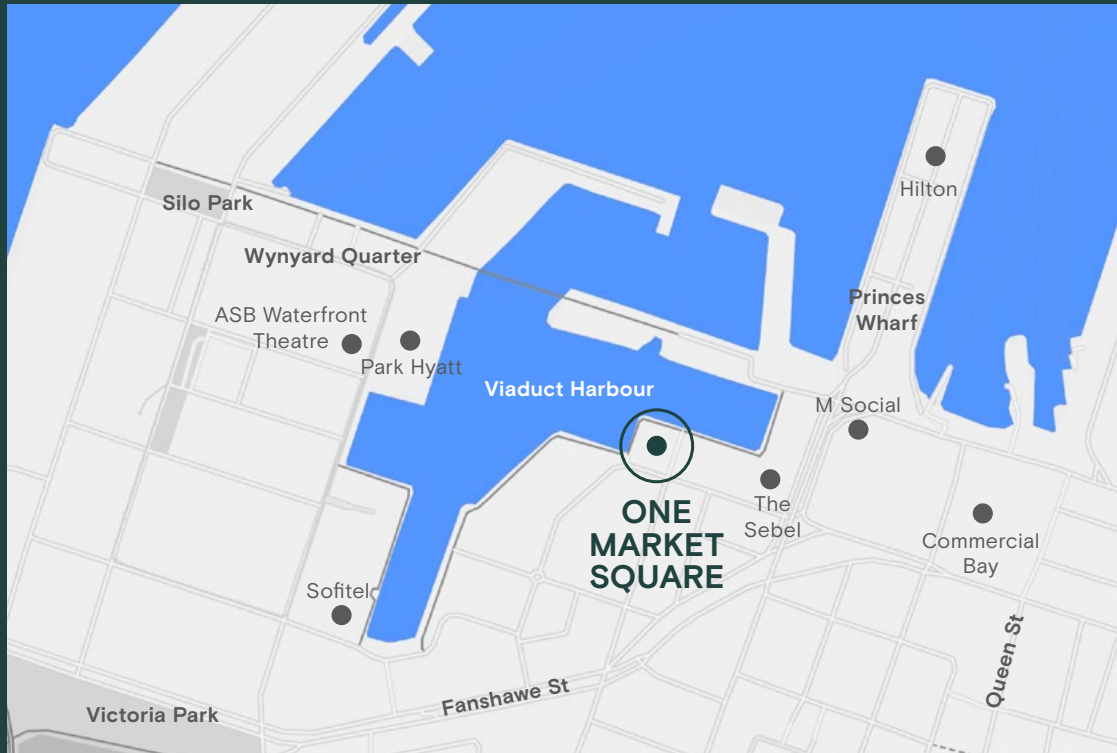 Hilton
Silo Park
Wynyard Quarter
Princes
Wharf
ASB Waterfront
Theatre
Park Hyatt
Viaduct Harbour
M Social
ONE
MARKET
SQUARE
The
Sebel
Commercial
Bay
Sofitel
Queen St
Fanshawe St
Victoria Park